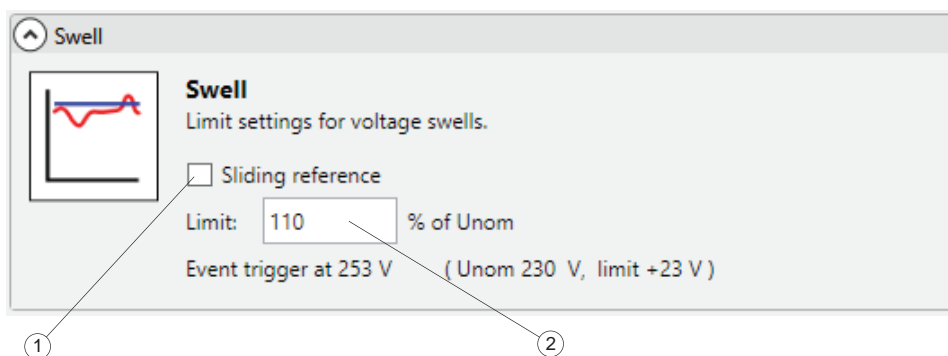 Swell
Swell
Limit settings for voltage swells.
Sliding reference
Limit: 110 % of Unom
Event trigger at 253 V ( Unom 230 V, limit +23 V )
1 2